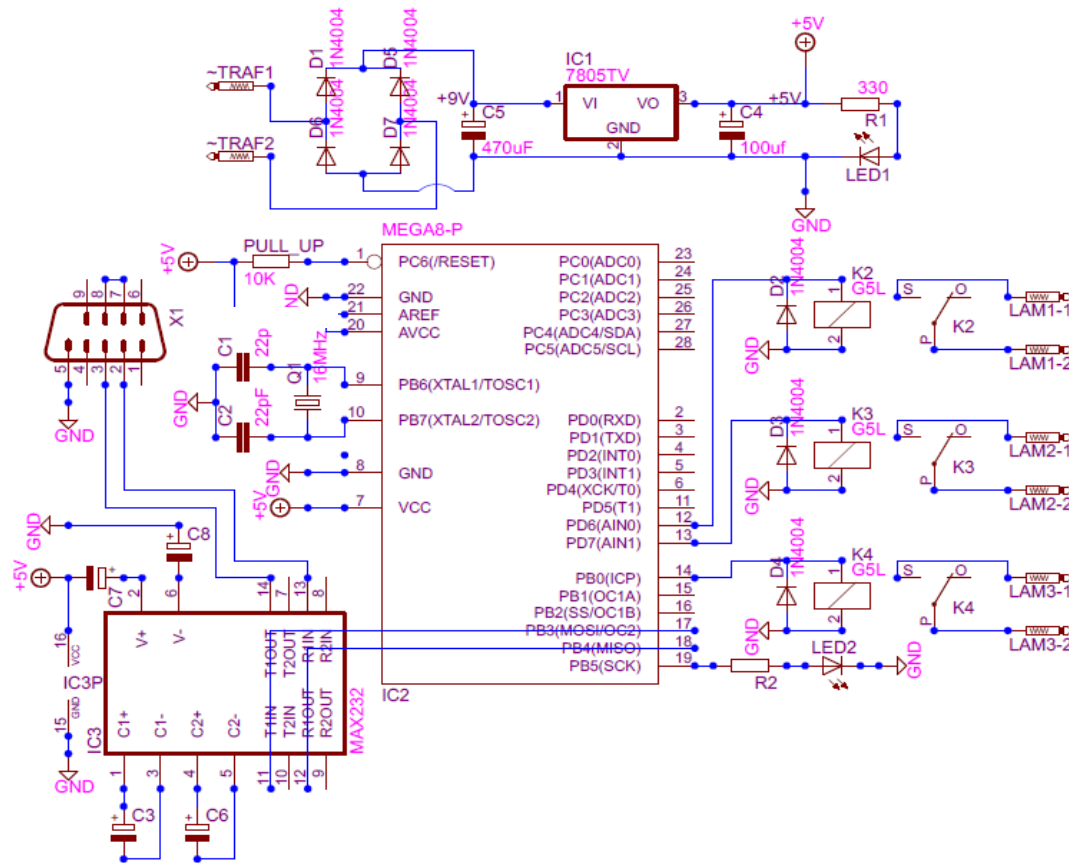 ~TRAF1
~TRAF2
D1
1N4004
D5
1N4004
D6
1N4004
D7
1N4004
+9V
C5
470uF
IC1
7805TV
1
VI
VO
3
GND
2
+5V
+5V
C4
100uf
330
R1
LED1
GND
MEGA8-P
+5V
PULL_UP
10K
1
PC6(/RESET)
ND
22
GND
21
AREF
20
AVCC
9
PB6(XTAL1/TOSC1)
10
PB7(XTAL2/TOSC2)
GND
8
GND
+5V
7
VCC
C1
22p
C2
22pF
Q1
16MHz
GND
PC0(ADC0)
23
PC1(ADC1)
24
PC2(ADC2)
25
PC3(ADC3)
26
PC4(ADC4/SDA)
27
PC5(ADC5/SCL)
28
PD0(RXD)
2
PD1(TXD)
3
PD2(INT0)
4
PD3(INT1)
5
PD4(XCK/T0)
6
PD5(T1)
11
PD6(AIN0)
12
PD7(AIN1)
13
PB0(ICP)
14
PB1(OC1A)
15
PB2(SS/OC1B)
16
PB3(MOSI/OC2)
17
PB4(MISO)
18
PB5(SCK)
19
IC2
D2
1N4004
GND
K2
G5L
1
2
S
O
P
K2
LAM1-1
LAM1-2
D3
1N4004
GND
K3
G5L
1
2
S
O
P
K3
LAM2-1
LAM2-2
D4
1N4004
GND
K4
G5L
1
2
S
O
P
K4
LAM3-1
LAM3-2
R2
LED2
GND
9
8
7
6
X1
5
4
3
2
1
GND
GND
C8
+5V
C7
2
6
14
7
13
8
V+
V-
T1OUT
T2OUT
R1IN
R2IN
16
VCC
IC3P
GND
15
GND
IC3
C1+
C1-
C2+
C2-
T1IN
T2IN
R1OUT
R2OUT
MAX232
1
3
4
5
11
10
12
9
C3
C6